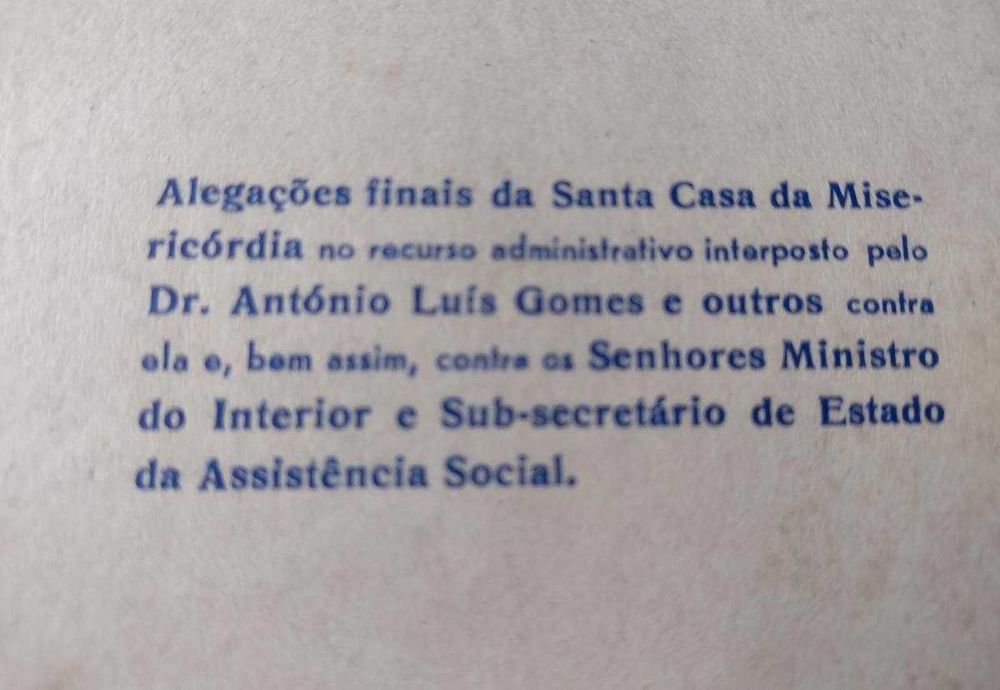 Alegações finais da Santa Casa da Mise-
ricórdia no recurso administrativo interposto pelo
Dr. António Luís Gomes e outros contra
ela e, bem assim, contra os Senhores Ministro
do Interior e Sub-secretário de Estado
da Assistência Social.